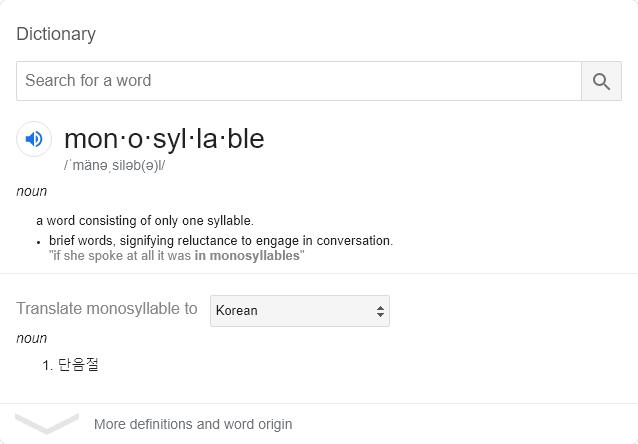 Dictionary
Search for a word
mon·o·syl·la·ble
/ˈmänəˌsiləb(ə)l/
noun
a word consisting of only one syllable.
• brief words, signifying reluctance to engage in conversation.
"if she spoke at all it was in monosyllables"
Translate monosyllable to Korean
noun
1. 단음절
More definitions and word origin